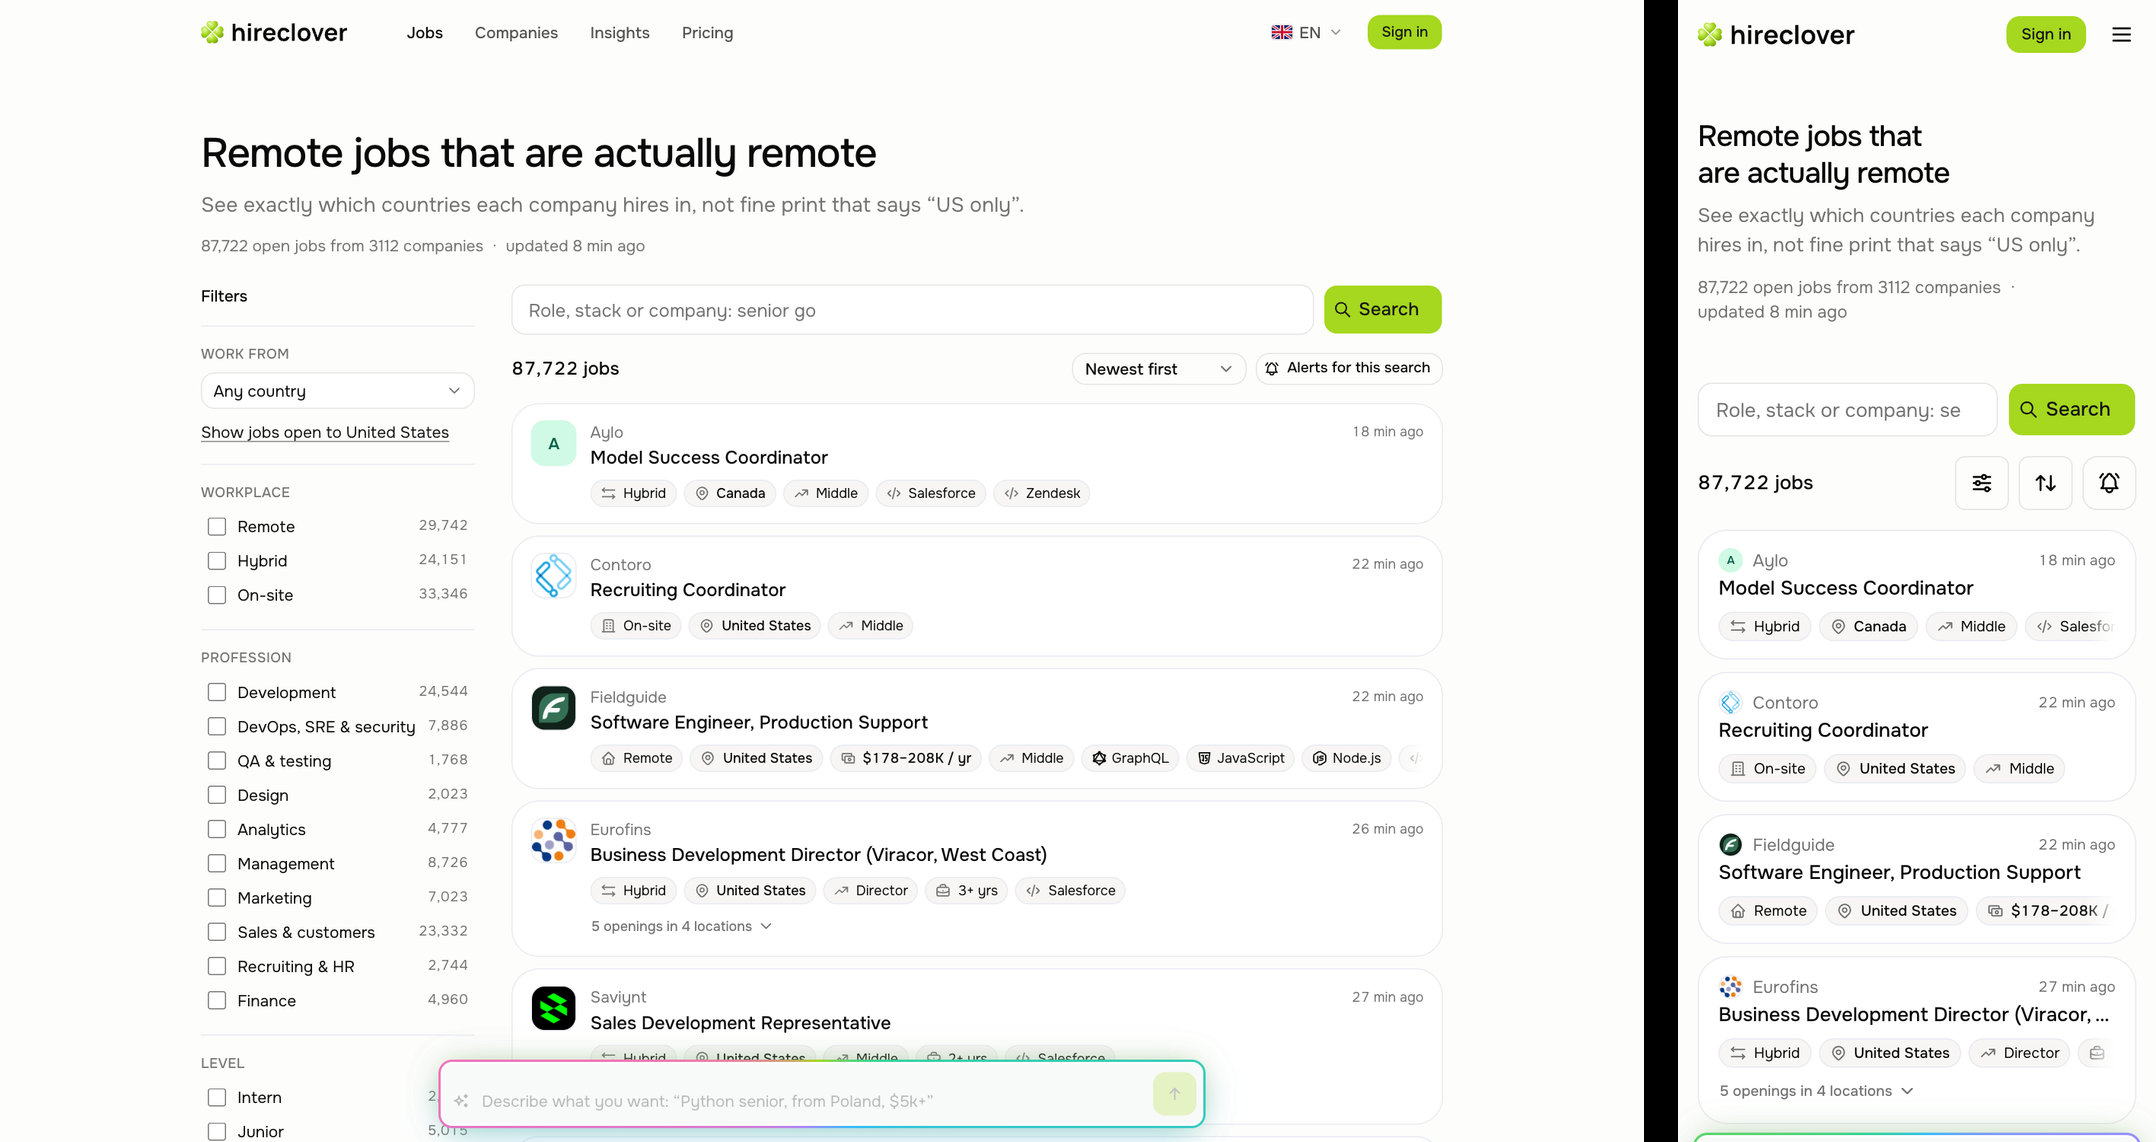 hireclover
Jobs
Companies
Insights
Pricing
EN
Sign in
Remote jobs that are actually remote
See exactly which countries each company hires in, not fine print that says “US only”.
87,722 open jobs from 3112 companies · updated 8 min ago
Filters
WORK FROM
Any country
Show jobs open to United States
WORKPLACE
Remote 29,742
Hybrid 24,151
On-site 33,346
PROFESSION
Development 24,544
DevOps, SRE & security 7,886
QA & testing 1,768
Design 2,023
Analytics 4,777
Management 8,726
Marketing 7,023
Sales & customers 23,332
Recruiting & HR 2,744
Finance 4,960
LEVEL
Intern
Junior 5,015
Role, stack or company: senior go
Search
87,722 jobs
Newest first
Alerts for this search
A
Aylo
18 min ago
Model Success Coordinator
Hybrid Canada Middle Salesforce Zendesk
Contoro
22 min ago
Recruiting Coordinator
On-site United States Middle
Fieldguide
22 min ago
Software Engineer, Production Support
Remote United States $178–208K / yr Middle GraphQL JavaScript Node.js
Eurofins
26 min ago
Business Development Director (Viracor, West Coast)
Hybrid United States Director 3+ yrs Salesforce
5 openings in 4 locations
Saviynt
27 min ago
Sales Development Representative
Hybrid United States Middle 2+ yrs Salesforce
Describe what you want: “Python senior, from Poland, $5k+”
hireclover
Sign in
Remote jobs that
are actually remote
See exactly which countries each company
hires in, not fine print that says “US only”.
87,722 open jobs from 3112 companies ·
updated 8 min ago
Role, stack or company: se
Search
87,722 jobs
A
Aylo
18 min ago
Model Success Coordinator
Hybrid Canada Middle Salesfor
Contoro
22 min ago
Recruiting Coordinator
On-site United States Middle
Fieldguide
22 min ago
Software Engineer, Production Support
Remote United States $178–208K /
Eurofins
27 min ago
Business Development Director (Viracor, ...
Hybrid United States Director
5 openings in 4 locations